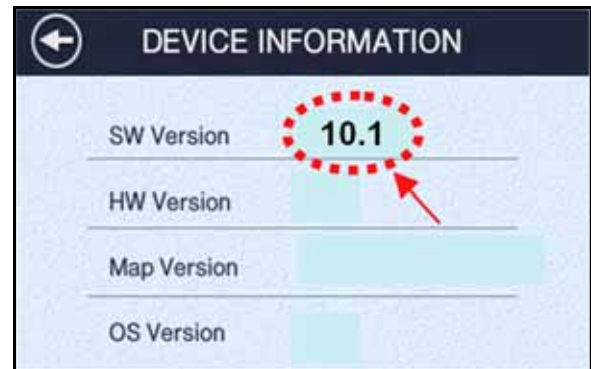 DEVICE INFORMATION
SW Version 10.1
HW Version
Map Version
OS Version